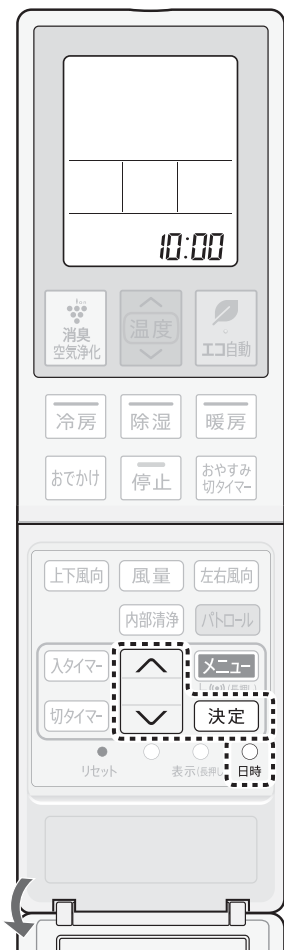 10:00
消臭
空気浄化
温度
エコ自動
冷房
除湿
暖房
おでかけ
停止
おやすみ
切タイマー
上下風向
風量
左右風向
内部清浄
パトロール
入タイマー
メニュー
(長押し)
切タイマー
決定
リセット
表示(長押し
日時